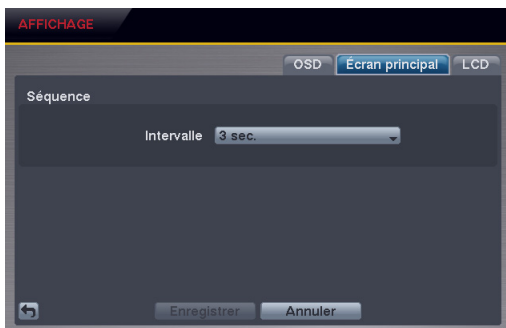 AFFICHAGE
OSD Écran principal LCD
Séquence
Intervalle 3 sec.
Enregistrer Annuler